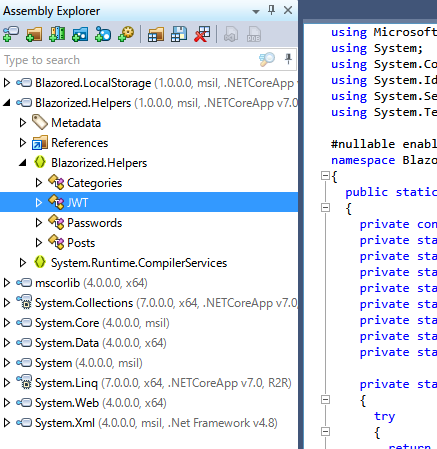 Assembly Explorer
Type to search
Blazored.LocalStorage (1.0.0.0, msil, .NETCoreApp
Blazorized.Helpers (1.0.0.0, msil, .NETCoreApp v7.0
Metadata
References
Blazorized.Helpers
Categories
JWT
Passwords
Posts
System.Runtime.CompilerServices
mscorlib (4.0.0.0, x64)
System.Collections (7.0.0.0, x64, .NETCoreApp v7.0,
System.Core (4.0.0.0, msil)
System.Data (4.0.0.0, x64)
System (4.0.0.0, msil)
System.Linq (7.0.0.0, x64, .NETCoreApp v7.0, R2R)
System.Web (4.0.0.0, x64)
System.Xml (4.0.0.0, msil, .Net Framework v4.8)
using Microsoft
using System;
using System.Co
using System.Id
using System.Se
using System.Te
#nullable enabl
namespace Blazo
{
public static
{
private con
private sta
private sta
private sta
private sta
private sta
private sta
private sta
private sta
private sta
{
try
{
return